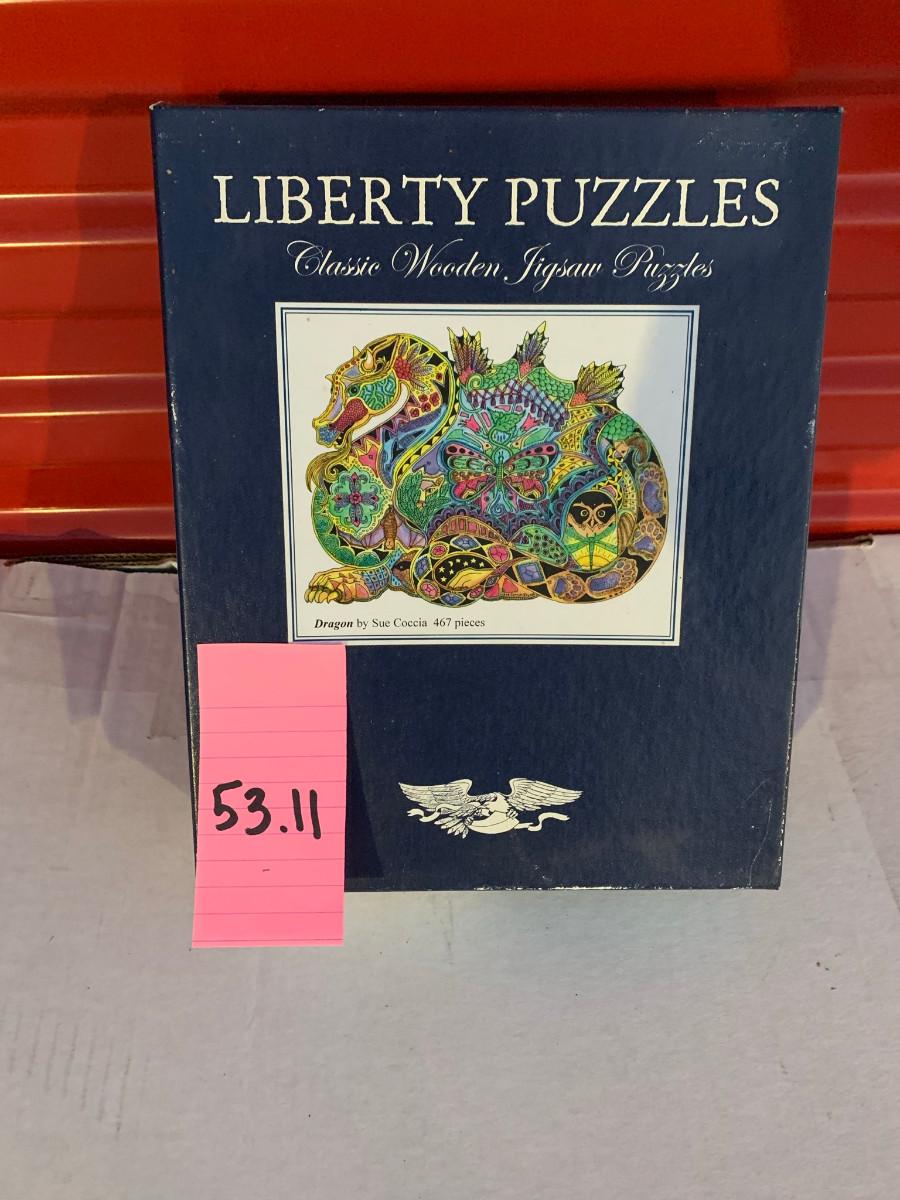 LIBERTY PUZZLES
Classic Wooden Jigsaw Puzzles
Dragon by Sue Coccia 467 pieces
53.11